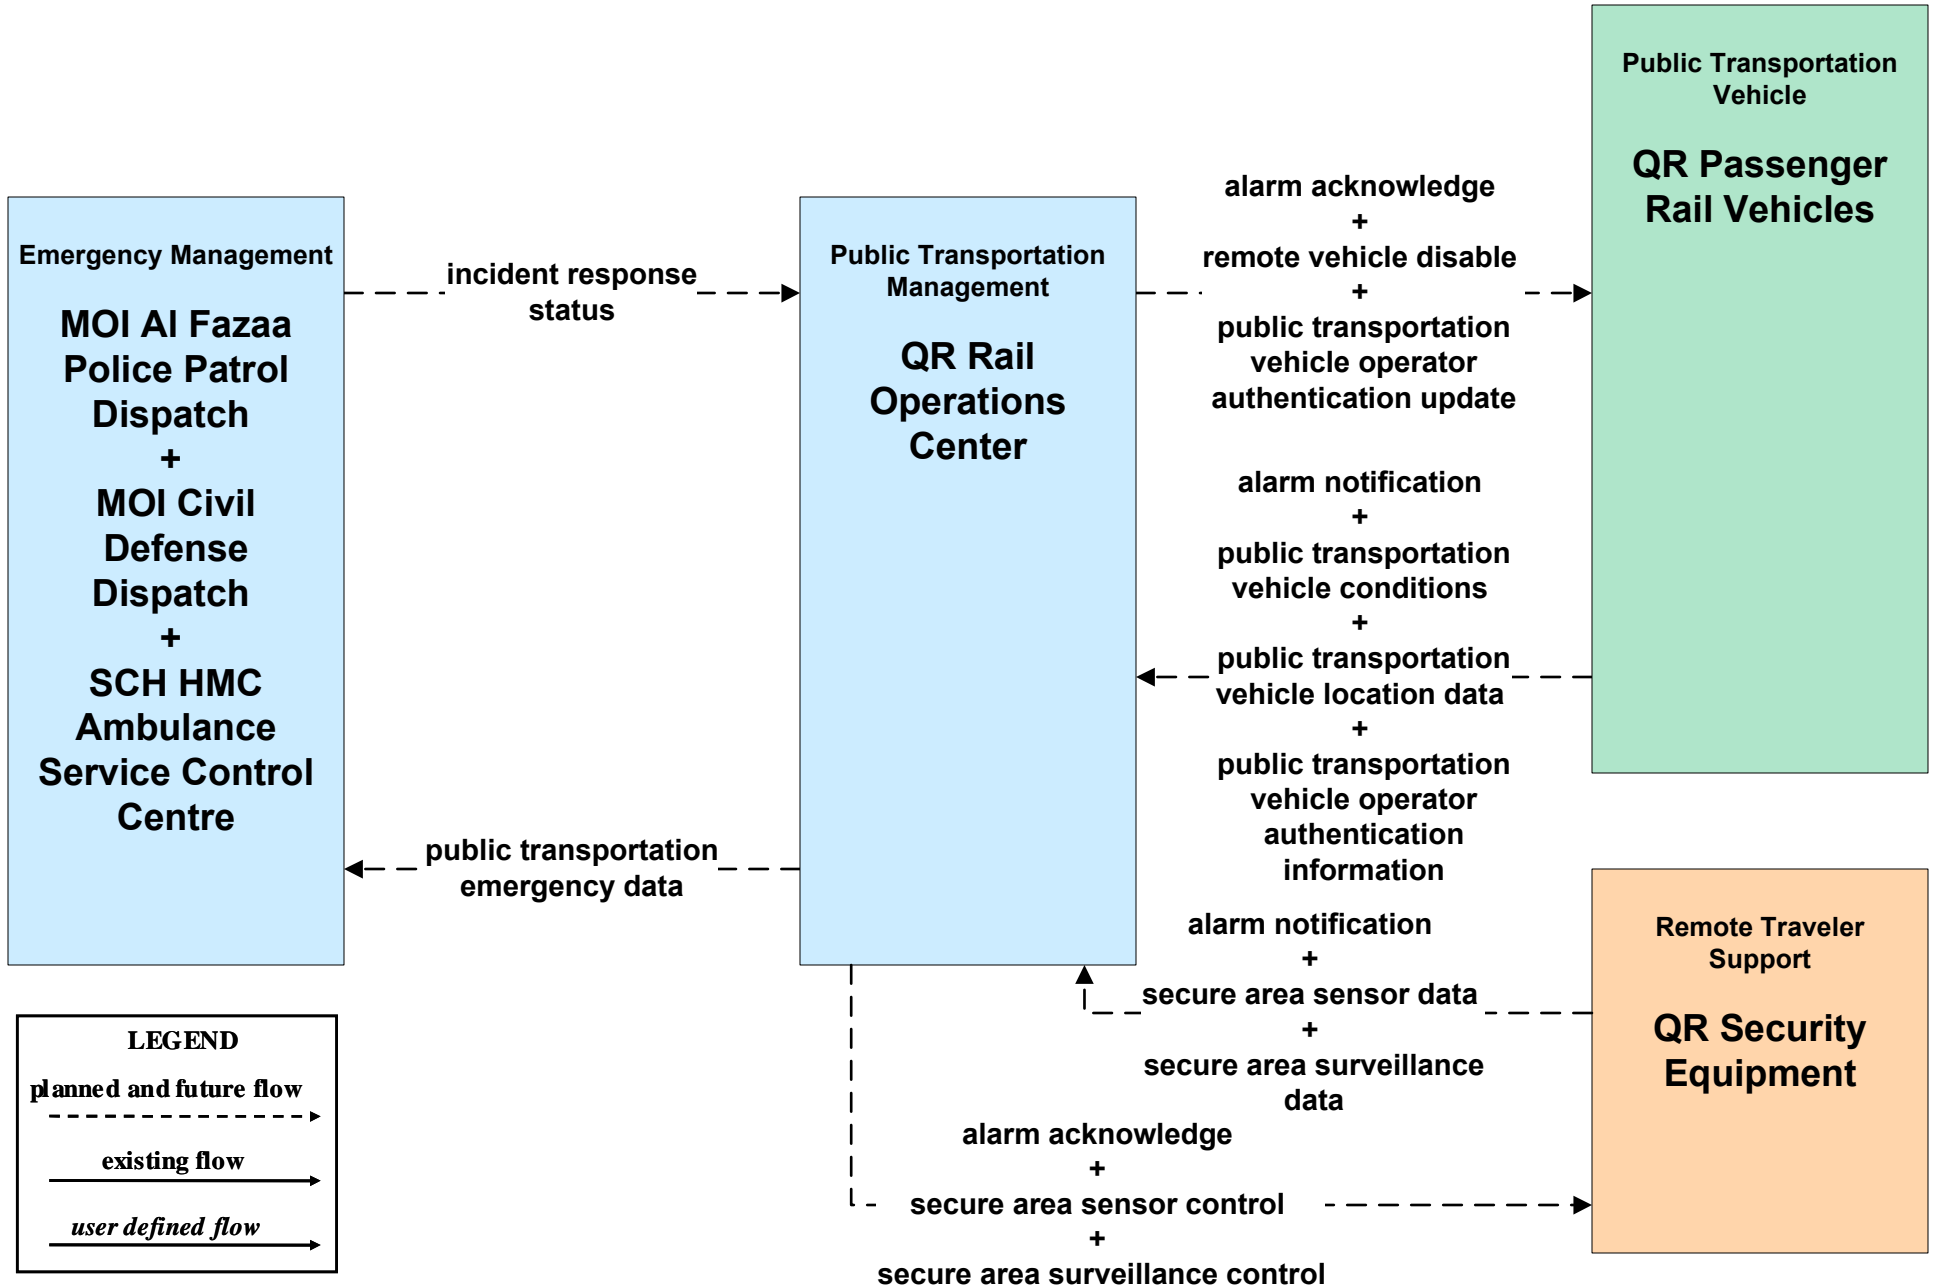 Emergency Management
MOI Al Fazaa
Police Patrol
Dispatch
+
MOI Civil
Defense
Dispatch
+
SCH HMC
Ambulance
Service Control
Centre
incident response
status
public transportation
emergency data
Public Transportation
Management
QR Rail
Operations
Center
alarm acknowledge
+
remote vehicle disable
+
public transportation
vehicle operator
authentication update
alarm notification
+
public transportation
vehicle conditions
+
public transportation
vehicle location data
+
public transportation
vehicle operator
authentication
information
Public Transportation
Vehicle
QR Passenger
Rail Vehicles
alarm notification
+
secure area sensor data
+
secure area surveillance
data
Remote Traveler
Support
QR Security
Equipment
alarm acknowledge
+
secure area sensor control
+
secure area surveillance control
LEGEND
planned and future flow
existing flow
user defined flow